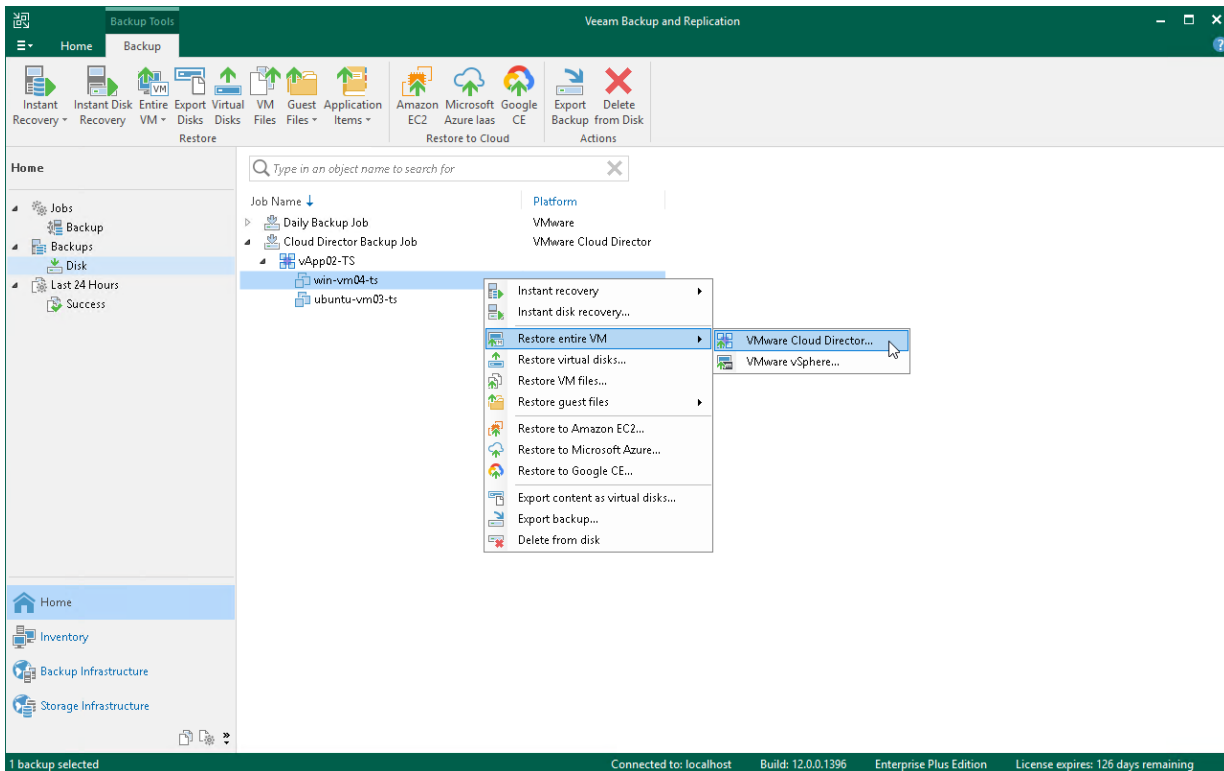 Backup Tools
Veeam Backup and Replication
Home Backup
Instant Recovery
Instant Disk Recovery
Entire VM
Export Disks
Virtual Disks
VM Files
Guest Files
Application Items
Amazon EC2
Microsoft Azure Iaas
Google CE
Export Backup
Delete from Disk
Restore
Restore to Cloud
Actions
Home
Jobs
Backup
Backups
Disk
Last 24 Hours
Success
Type in an object name to search for
Job Name Platform
Daily Backup Job VMware
Cloud Director Backup Job VMware Cloud Director
vApp02-TS
win-vm04-ts
ubuntu-vm03-ts
Instant recovery
Instant disk recovery...
Restore entire VM
Restore virtual disks...
Restore VM files...
Restore guest files
Restore to Amazon EC2...
Restore to Microsoft Azure...
Restore to Google CE...
Export content as virtual disks...
Export backup...
Delete from disk
VMware Cloud Director...
VMware vSphere...
Home
Inventory
Backup Infrastructure
Storage Infrastructure
1 backup selected
Connected to: localhost
Build: 12.0.0.1396
Enterprise Plus Edition
License expires: 126 days remaining